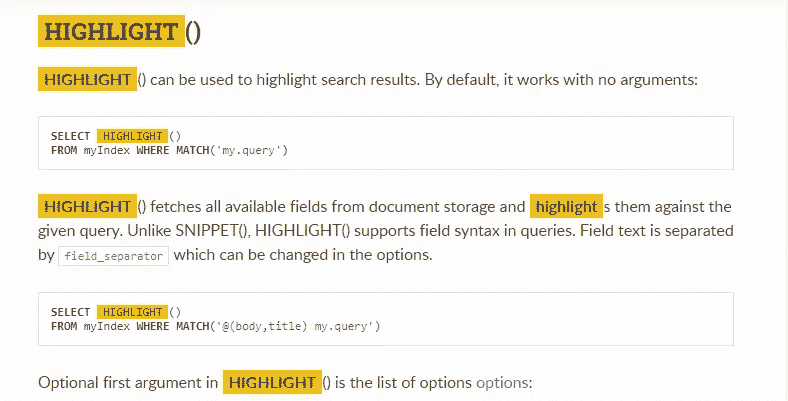 HIGHLIGHT()
HIGHLIGHT() can be used to highlight search results. By default, it works with no arguments:
SELECT HIGHLIGHT()
FROM myIndex WHERE MATCH('my.query')
HIGHLIGHT() fetches all available fields from document storage and highlights them against the
given query. Unlike SNIPPET(), HIGHLIGHT() supports field syntax in queries. Field text is separated
by field_separator which can be changed in the options.
SELECT HIGHLIGHT()
FROM myIndex WHERE MATCH('@(body,title) my.query')
Optional first argument in HIGHLIGHT() is the list of options options: